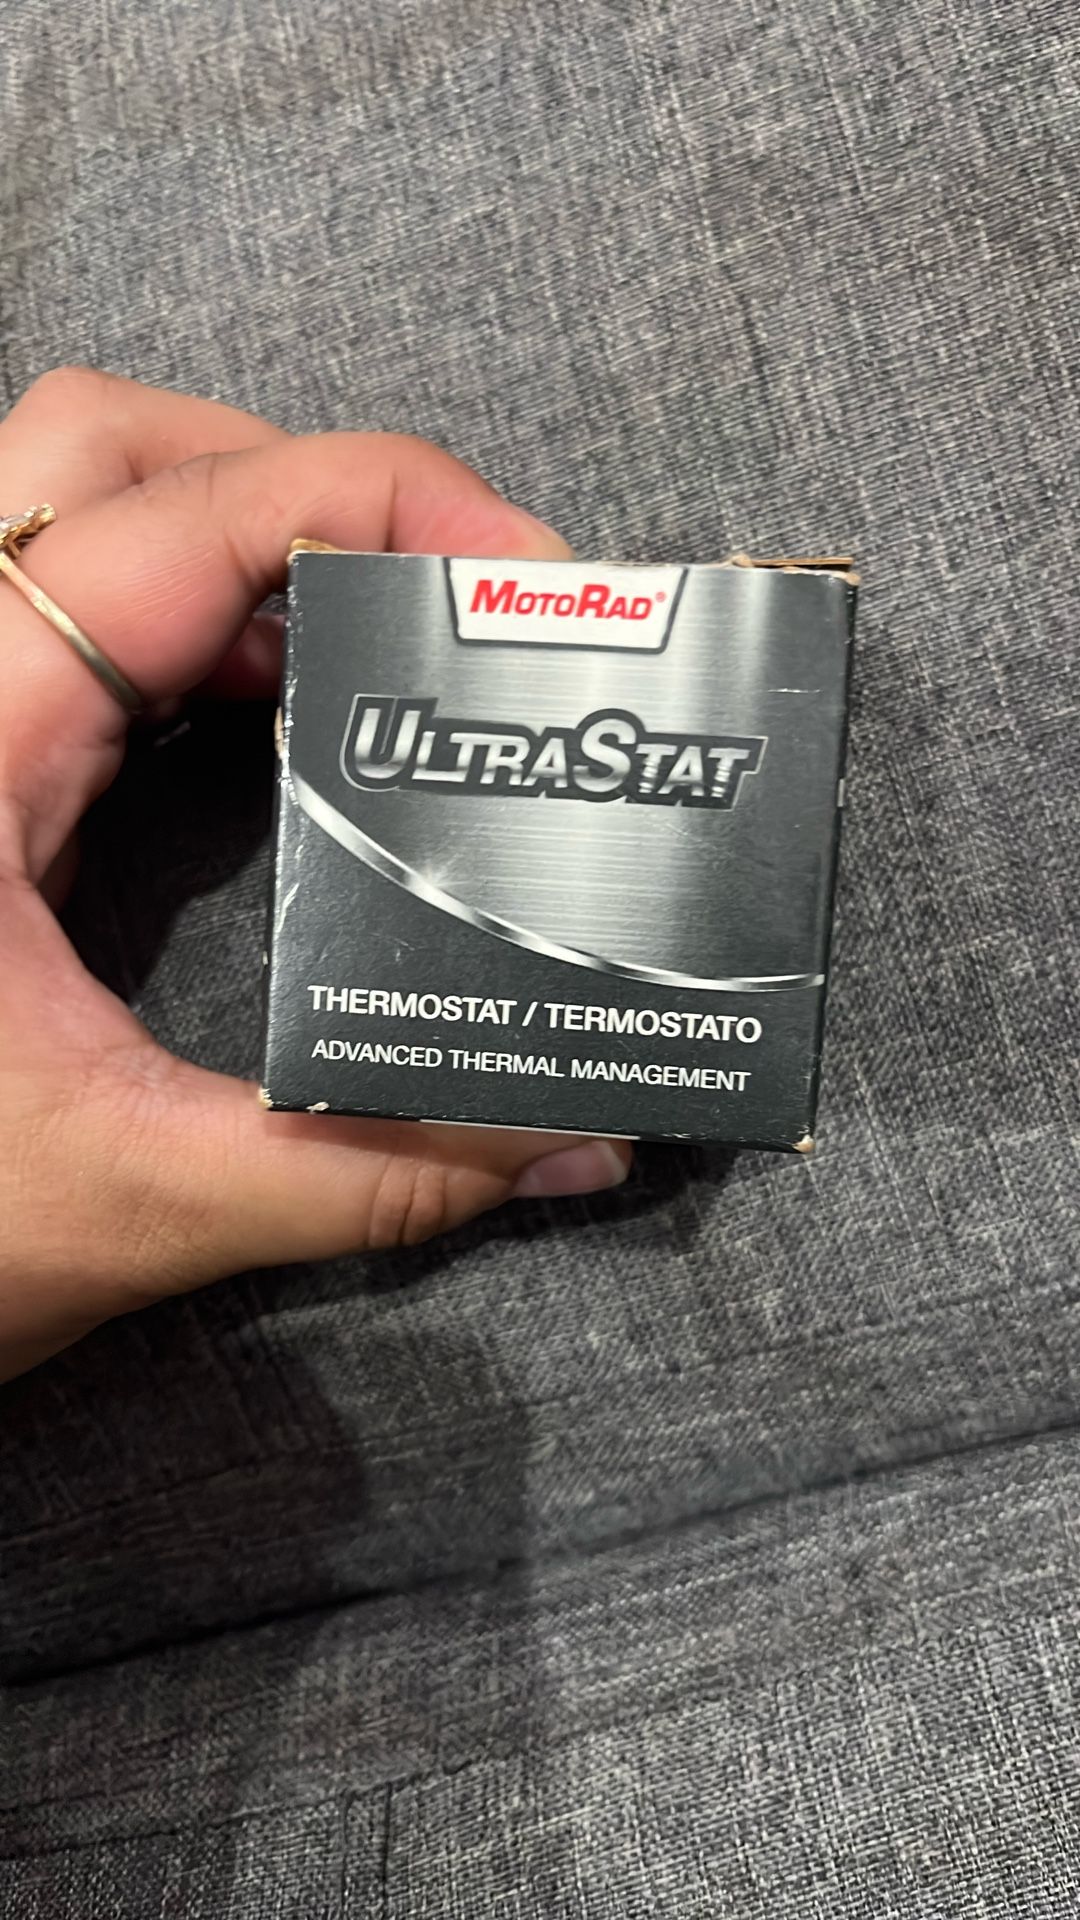 MOTORAD®
ULTRASTAT
THERMOSTAT / TERMOSTATO
ADVANCED THERMAL MANAGEMENT